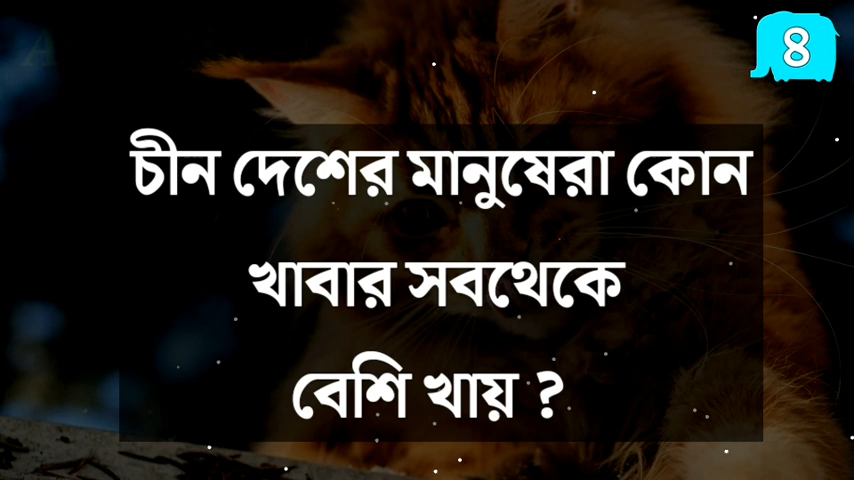 ৪
চীন দেশের মানুষেরা কোন
খাবার সবথেকে
বেশি খায় ?